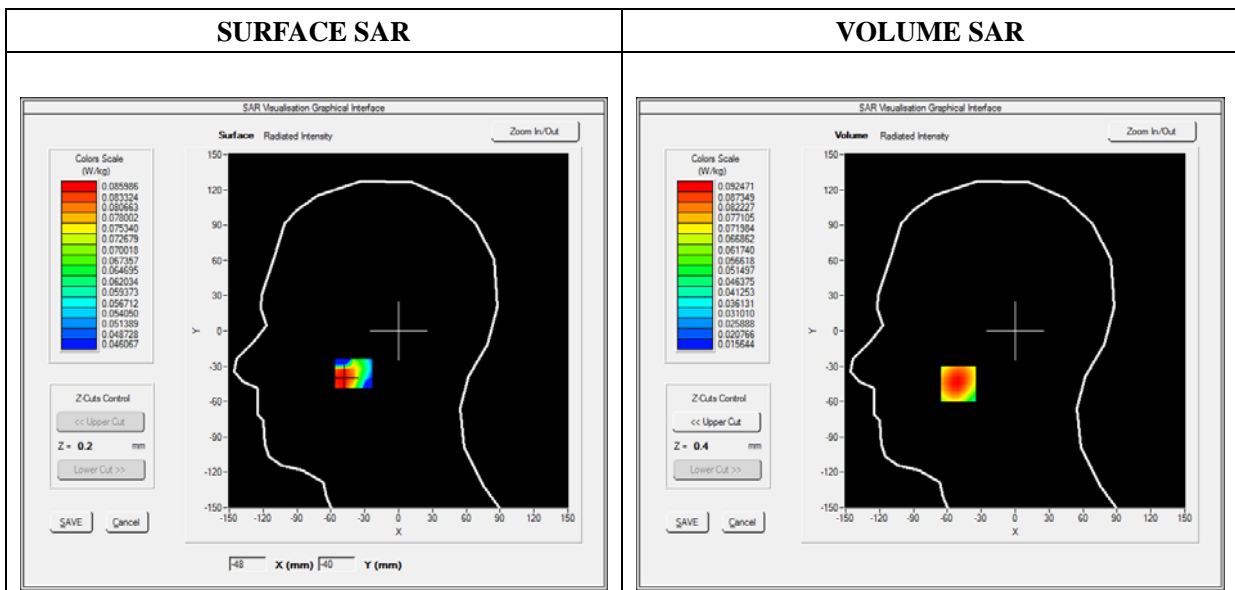 SURFACE SAR
VOLUME SAR
SAR Visualisation Graphical Interface
Surface Radiated Intensity
Zoom In/Out
Colors Scale
(W/kg)
0.085986
0.083324
0.080663
0.078002
0.075340
0.072679
0.070018
0.067357
0.064695
0.062034
0.059373
0.056712
0.054050
0.051389
0.048728
0.046067
150
120
90
60
30
0
-30
-60
-90
-120
-150
Y
-150 -120 -90 -60 -30 0 30 60 90 120 150
X
Z-Cuts Control
<< Upper Cut
Z = 0.2 mm
Lower Cut >>
SAVE Cancel
-48 X (mm) -40 Y (mm)
SAR Visualisation Graphical Interface
Volume Radiated Intensity
Zoom In/Out
Colors Scale
(W/kg)
0.092471
0.087349
0.082227
0.077105
0.071984
0.066862
0.061740
0.056618
0.051497
0.046375
0.041253
0.036131
0.031010
0.025888
0.020766
0.015644
150
120
90
60
30
0
-30
-60
-90
-120
-150
Y
-150 -120 -90 -60 -30 0 30 60 90 120 150
X
Z-Cuts Control
<< Upper Cut
Z = 0.4 mm
Lower Cut >>
SAVE Cancel